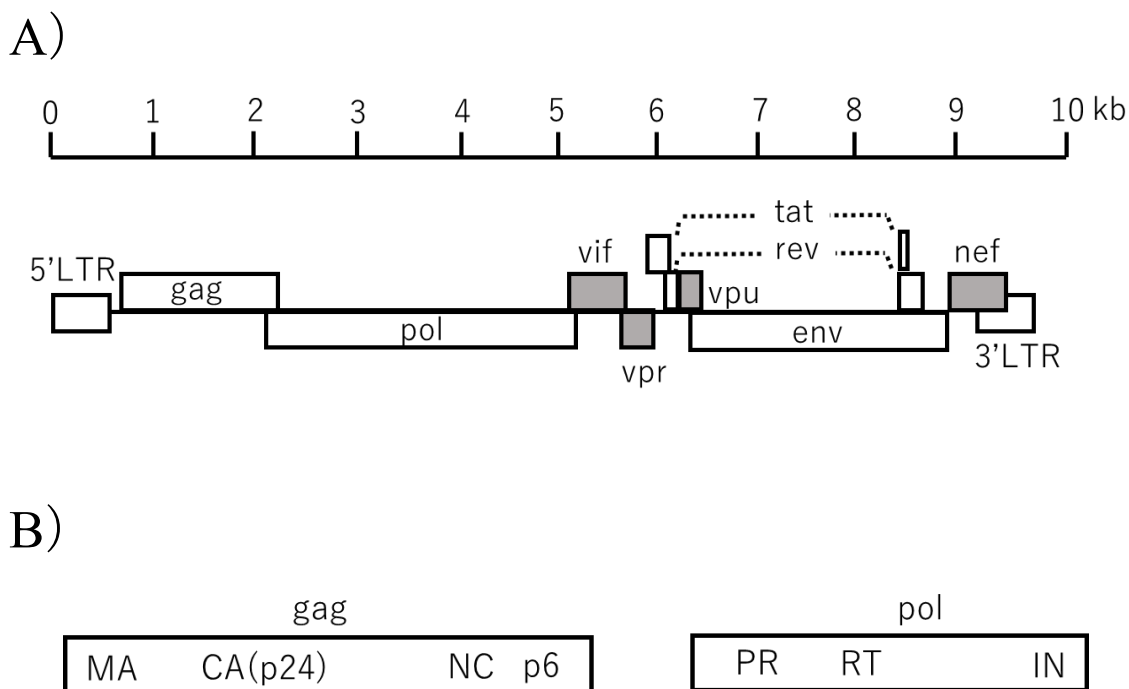 A)
0 1 2 3 4 5 6 7 8 9 10 kb
tat
vif rev nef
5'LTR
gag vpu
pol env
vpr 3'LTR
B)
gag pol
MA CA(p24) NC p6 PR RT IN